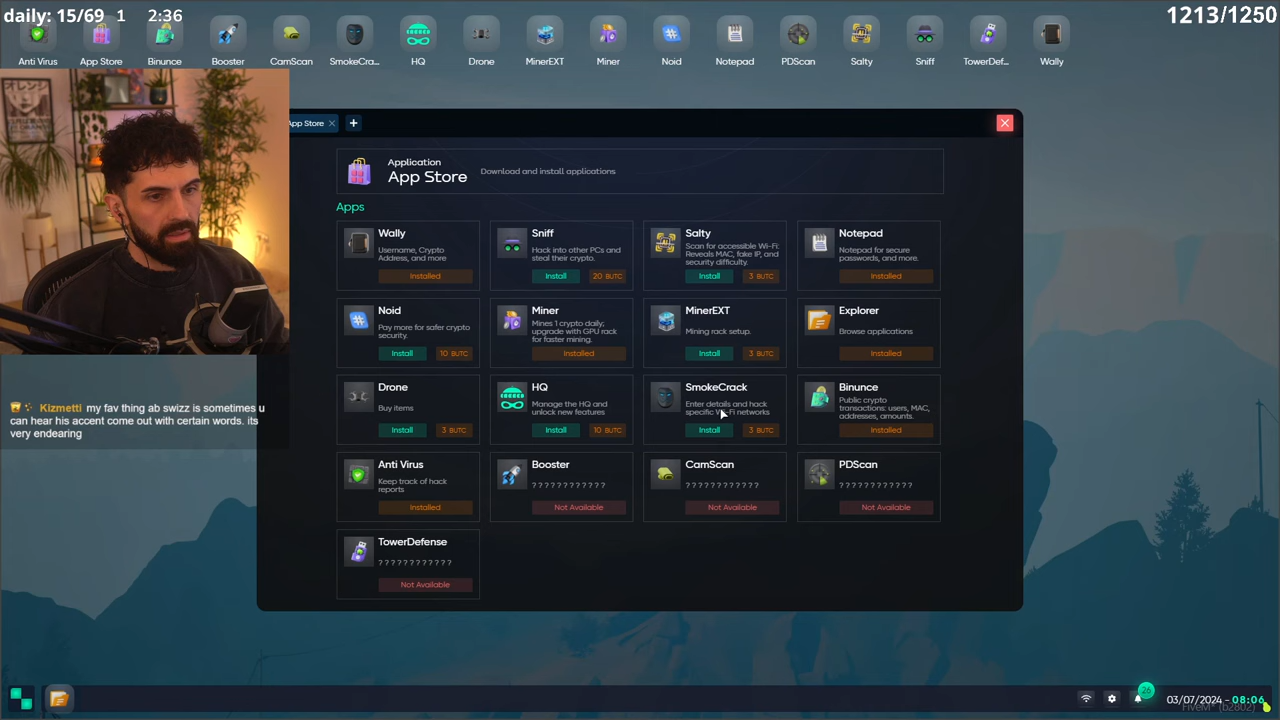 daily: 15/69 1 2:36
1213/1250
Anti Virus
App Store
Binunce
Booster
CamScan
SmokeCra...
HQ
Drone
MinerEXT
Miner
Noid
Notepad
PDScan
Salty
Sniff
TowerDef...
Wally
App Store
Application
App Store
Download and install applications
Apps
Wally
Username, Crypto
Address, and more
Installed
Sniff
Hack into other PCs and
steal their crypto.
Install 20 BUTC
Salty
Scan for accessible Wi-Fi:
Reveals MAC, fake IP, and
security difficulty.
Install 3 BUTC
Notepad
Notepad for secure
passwords, and more.
Installed
Noid
Pay more for safer crypto
security.
Install 10 BUTC
Miner
Mines 1 crypto daily;
upgrade with GPU rack
for faster mining.
Installed
MinerEXT
Mining rack setup.
Install 3 BUTC
Explorer
Browse applications
Installed
Drone
Buy items
Install 3 BUTC
HQ
Manage the HQ and
unlock new features
Install 10 BUTC
SmokeCrack
Enter details and hack
specific Wi-Fi networks
Install 3 BUTC
Binunce
Public crypto
transactions: users, MAC,
addresses, amounts.
Installed
Anti Virus
Keep track of hack
reports
Installed
Booster
????????????
Not Available
CamScan
????????????
Not Available
PDScan
????????????
Not Available
TowerDefense
????????????
Not Available
Kizmetti my fav thing ab swizz is sometimes u
can hear his accent come out with certain words. its
very endearing
26
03/07/2024 - 08:06
FiveM® (b2802)